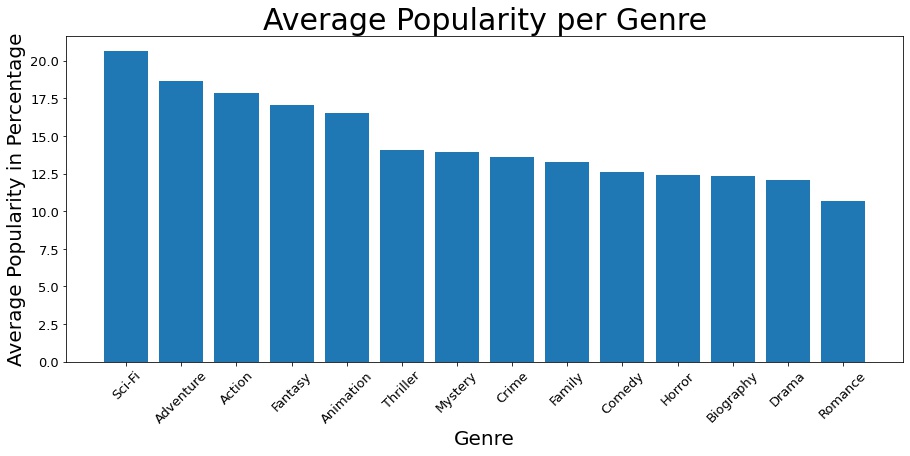 Average Popularity per Genre
Average Popularity in Percentage
20.0
17.5
15.0
12.5
10.0
7.5
5.0
2.5
0.0
Sci-Fi
Adventure
Action
Fantasy
Animation
Thriller
Mystery
Crime
Family
Comedy
Horror
Biography
Drama
Romance
Genre